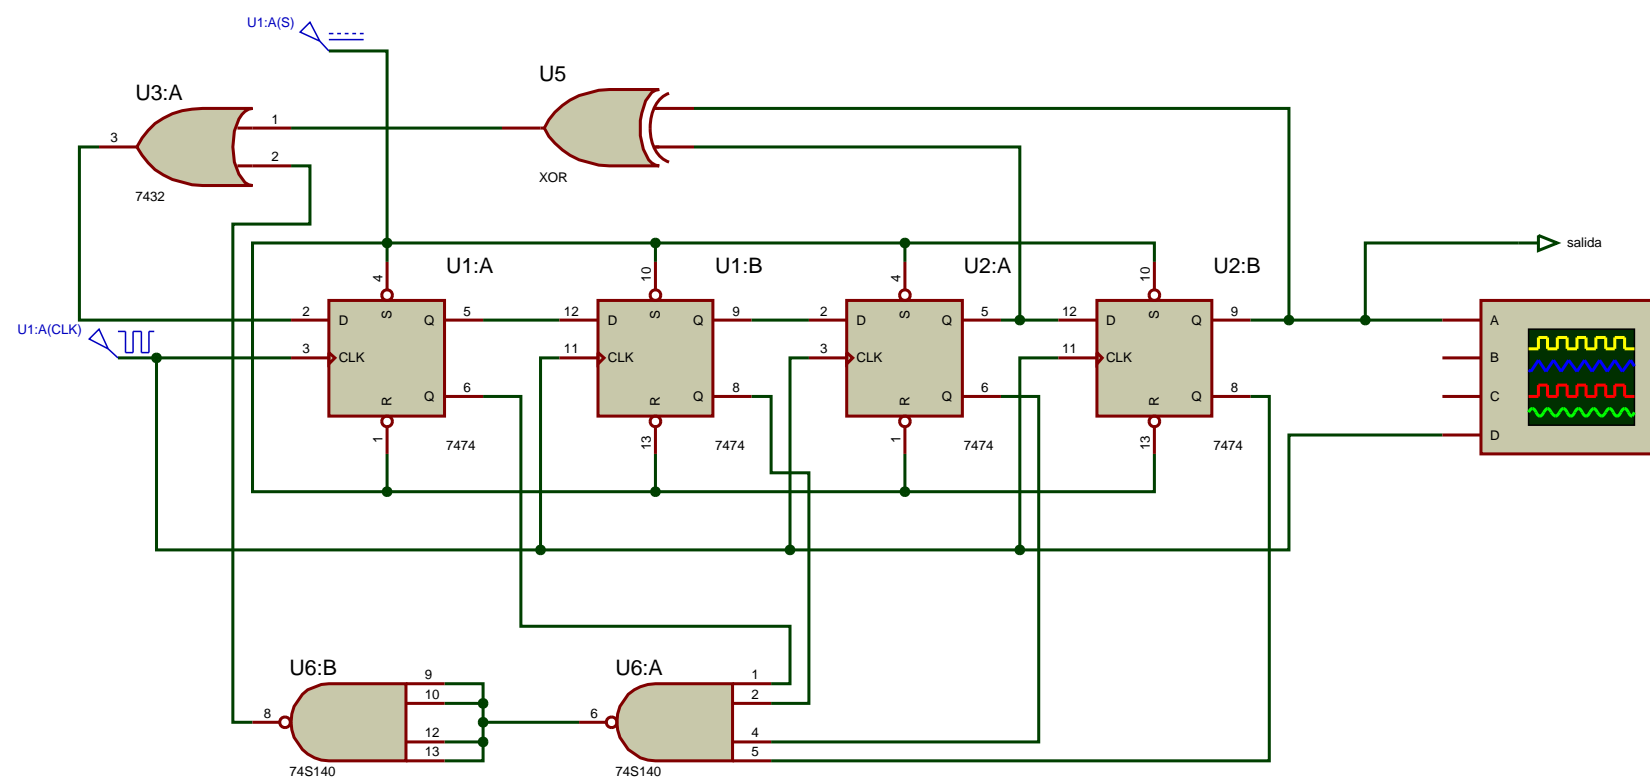 U1:A(S)
U5
U3:A
1
3
2
XOR
7432
salida
U1:A
U1:B
U2:A
U2:B
4
10
4
10
S
S
S
S
2
D
Q
5
12
D
Q
9
2
D
Q
5
12
D
Q
9
A
U1:A(CLK)
3
CLK
11
CLK
3
CLK
11
CLK
B
Q
6
Q
8
Q
6
Q
8
C
R
R
R
R
1
13
1
13
D
7474
7474
7474
7474
U6:B
U6:A
9
1
10
2
8
6
12
4
13
5
74S140
74S140